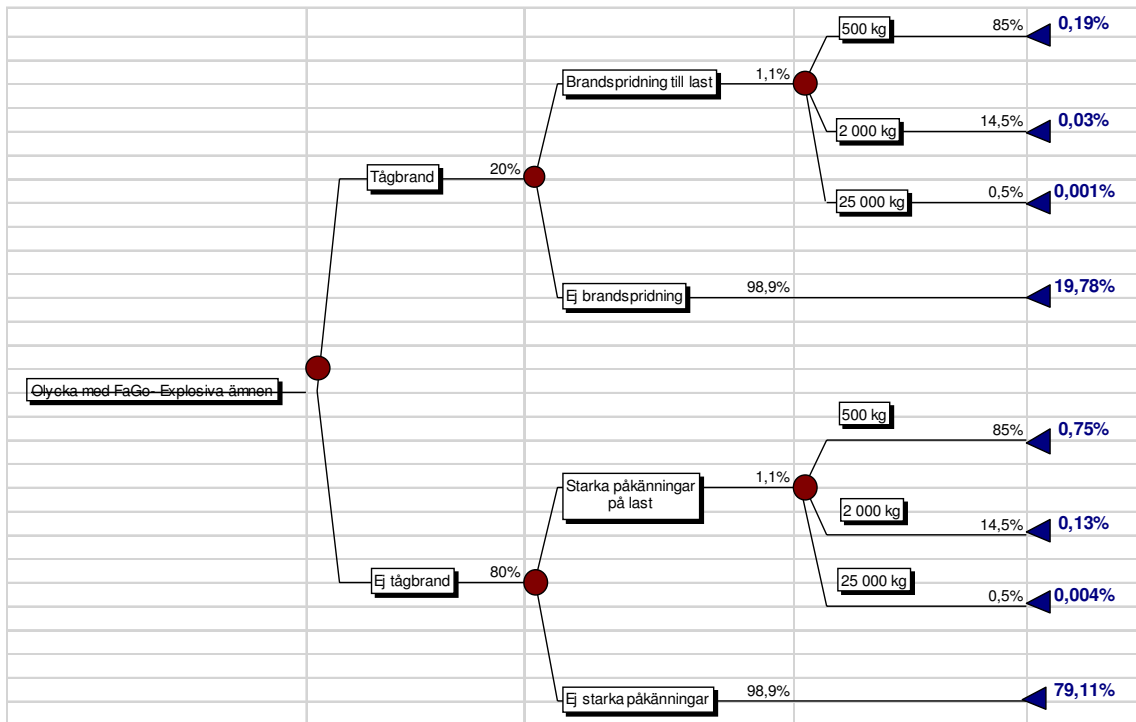 500 kg
85%
0,19%
Brandspridning till last
1,1%
2 000 kg
14,5%
0,03%
Tågbrand
20%
25 000 kg
0,5%
0,001%
Ej brandspridning
98,9%
19,78%
Olycka med FaGo- Explosiva ämnen
500 kg
85%
0,75%
Starka påkänningar
på last
1,1%
2 000 kg
14,5%
0,13%
Ej tågbrand
80%
25 000 kg
0,5%
0,004%
Ej starka påkänningar
98,9%
79,11%